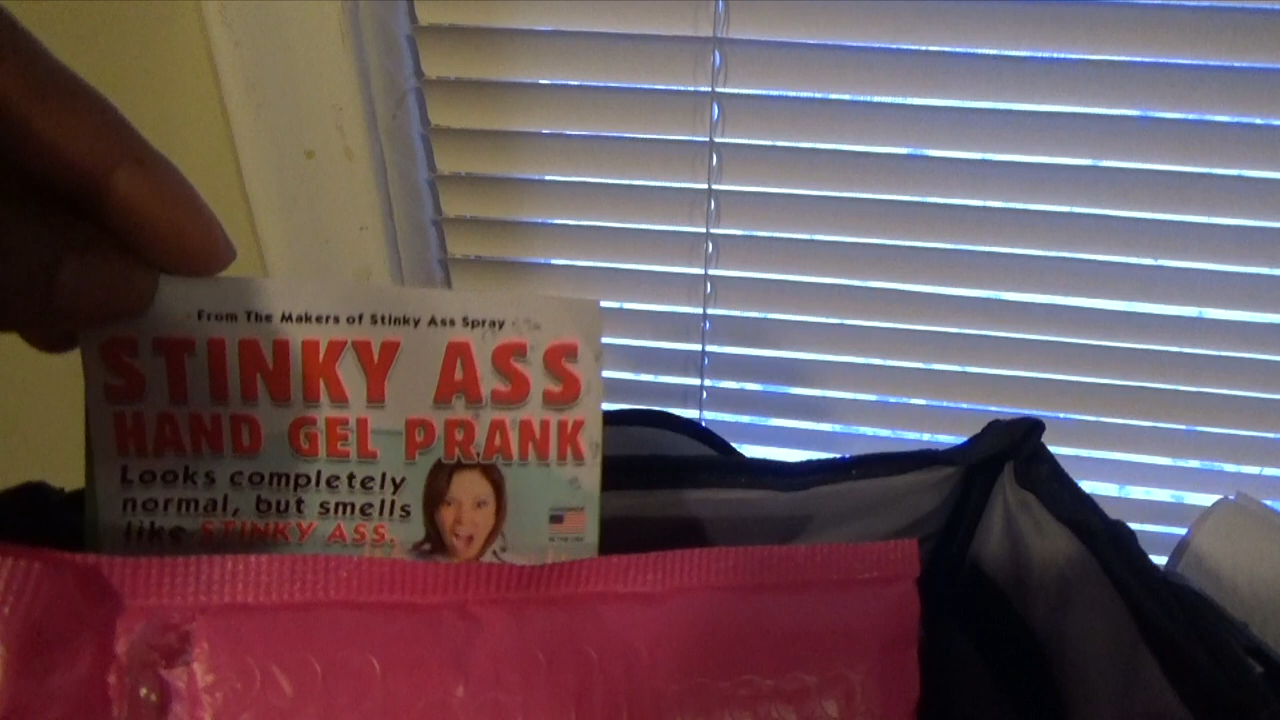 From The Makers of Stinky Ass Spray
STINKY ASS
HAND GEL PRANK
Looks completely
normal, but smells
like STINKY ASS.